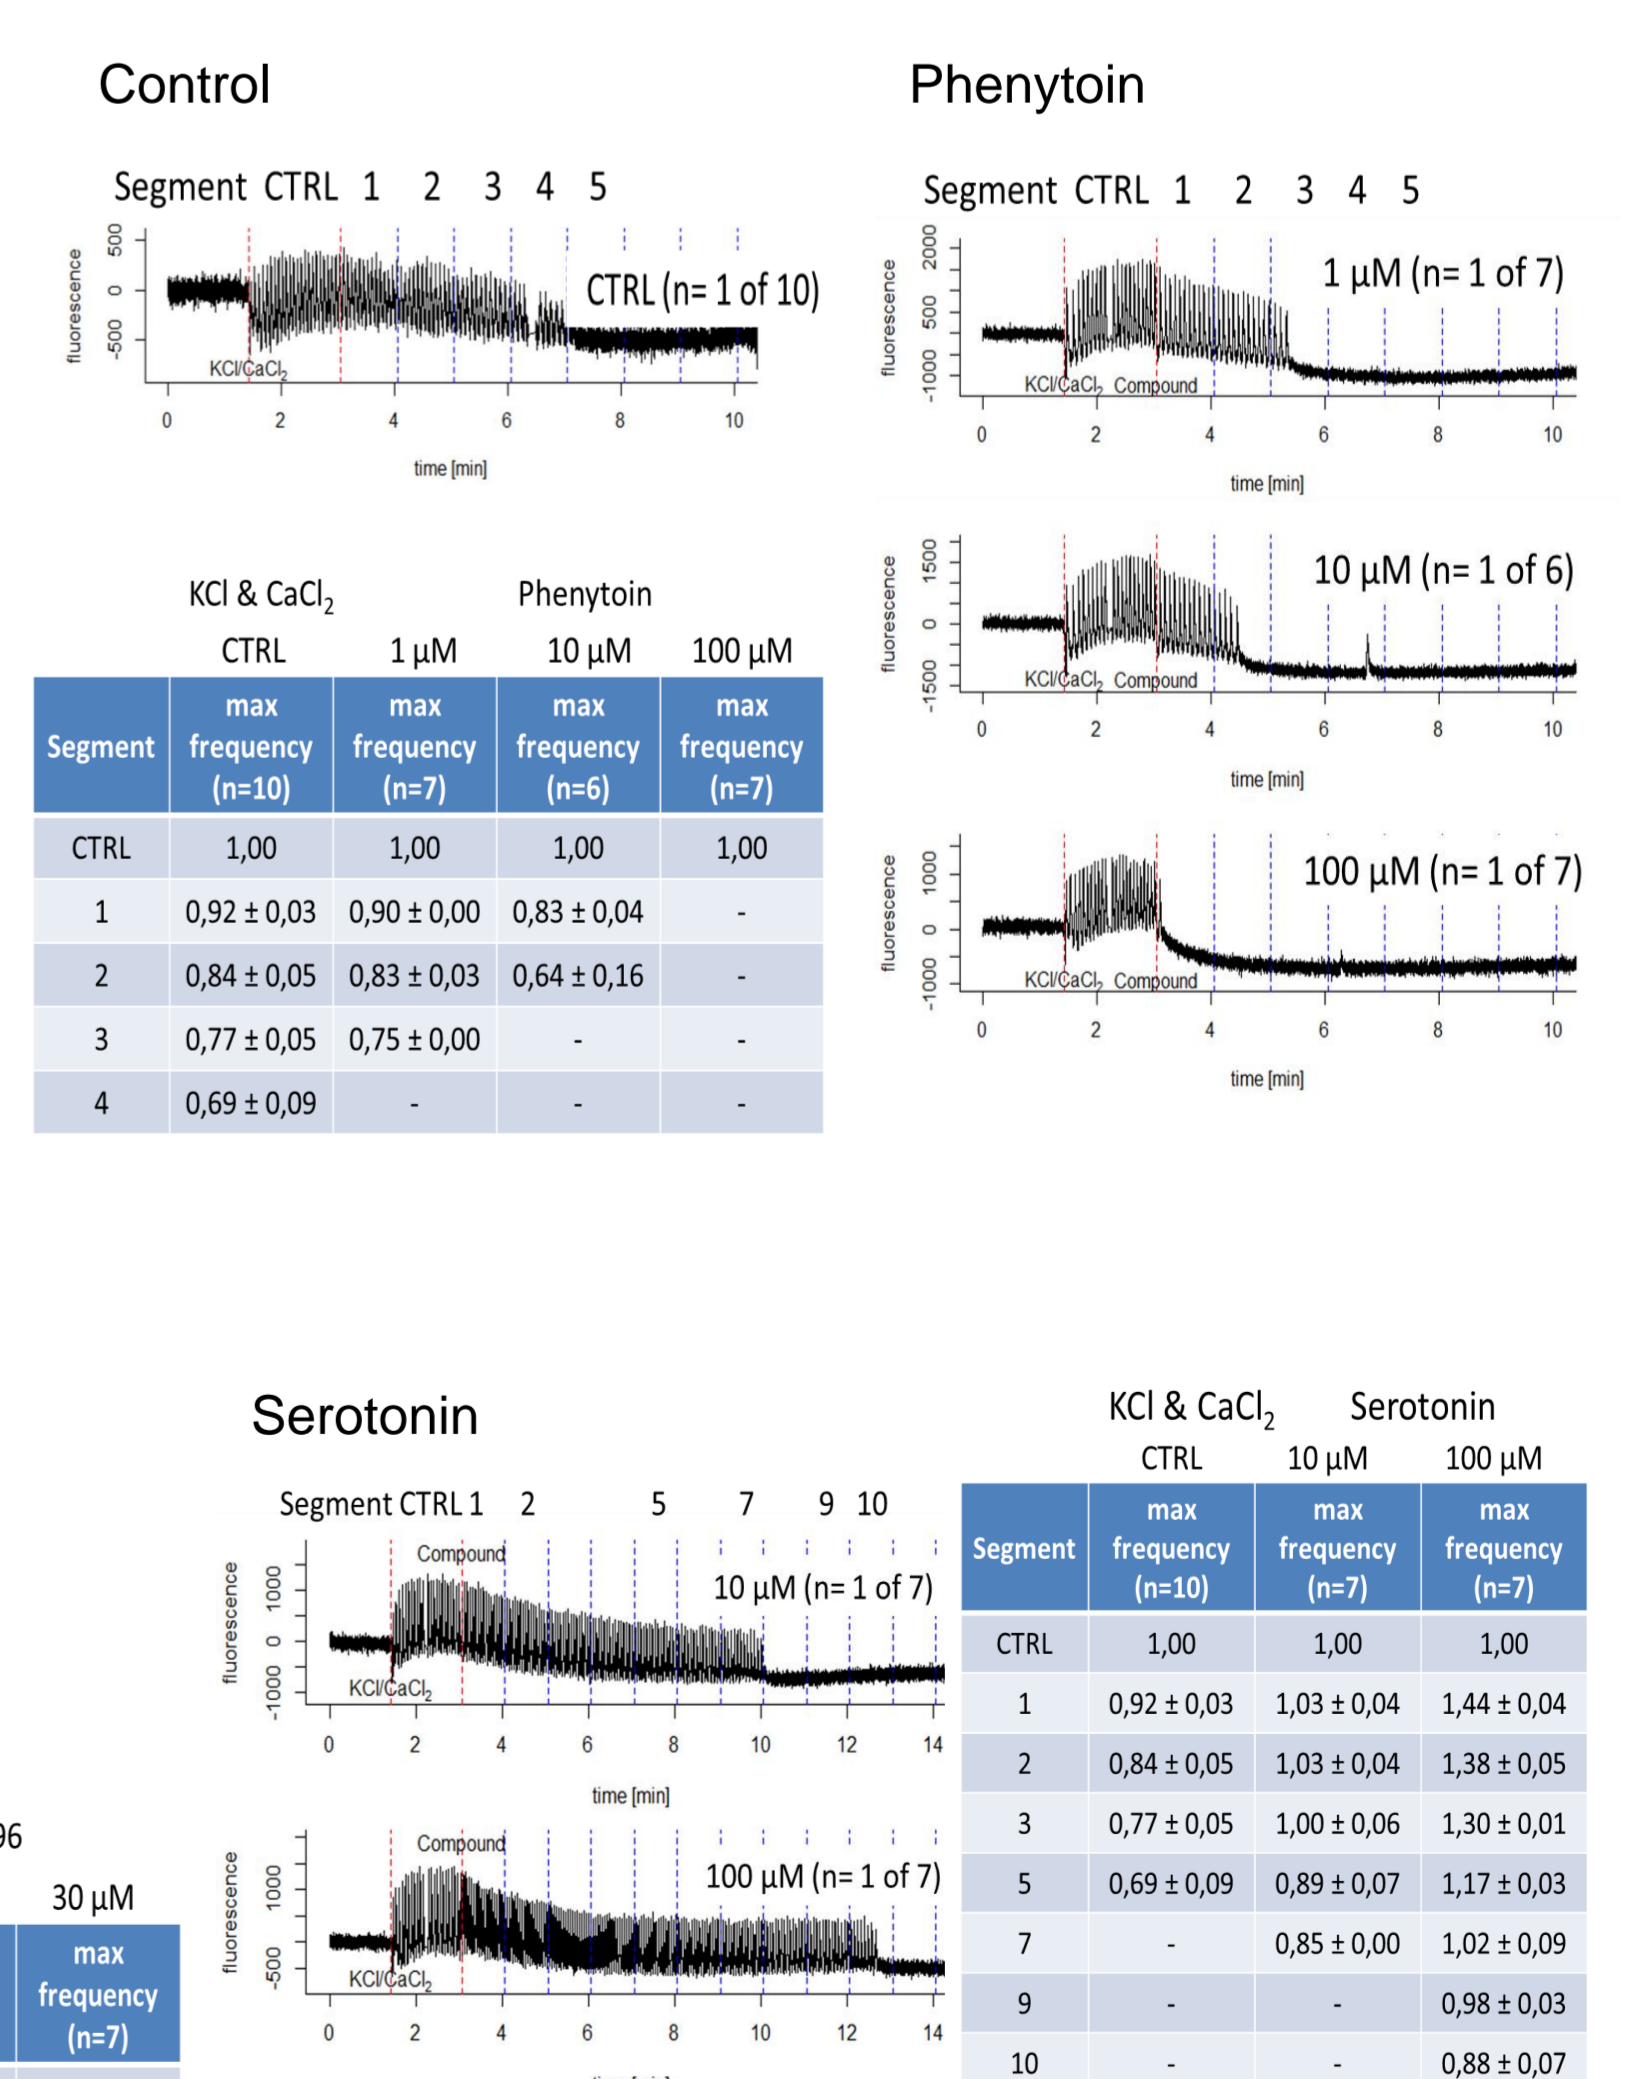 Control
Segment CTRL 1 2 3 4 5
fluorescence
500
0
-500
CTRL (n= 1 of 10)
KCl/CaCl₂
0 2 4 6 8 10
time [min]
KCl & CaCl₂ Phenytoin
CTRL 1 µM 10 µM 100 µM
Segment max frequency (n=10) max frequency (n=7) max frequency (n=6) max frequency (n=7)
CTRL 1,00 1,00 1,00 1,00
1 0,92 ± 0,03 0,90 ± 0,00 0,83 ± 0,04 -
2 0,84 ± 0,05 0,83 ± 0,03 0,64 ± 0,16 -
3 0,77 ± 0,05 0,75 ± 0,00 - -
4 0,69 ± 0,09 - - -
Phenytoin
Segment CTRL 1 2 3 4 5
fluorescence
2000
500
-1000
1 µM (n= 1 of 7)
KCl/CaCl₂ Compound
0 2 4 6 8 10
time [min]
fluorescence
1500
0
-1500
10 µM (n= 1 of 6)
KCl/CaCl₂ Compound
0 2 4 6 8 10
time [min]
fluorescence
1000
0
-1000
100 µM (n= 1 of 7)
KCl/CaCl₂ Compound
0 2 4 6 8 10
time [min]
Serotonin
Segment CTRL 1 2 5 7 9 10
Compound
fluorescence
1000
0
-1000
10 µM (n= 1 of 7)
KCl/CaCl₂
0 2 4 6 8 10 12 14
time [min]
Compound
fluorescence
1000
-500
100 µM (n= 1 of 7)
KCl/CaCl₂
0 2 4 6 8 10 12 14
96
30 µM
max
frequency
(n=7)
KCl & CaCl₂ Serotonin
CTRL 10 µM 100 µM
Segment max frequency (n=10) max frequency (n=7) max frequency (n=7)
CTRL 1,00 1,00 1,00
1 0,92 ± 0,03 1,03 ± 0,04 1,44 ± 0,04
2 0,84 ± 0,05 1,03 ± 0,04 1,38 ± 0,05
3 0,77 ± 0,05 1,00 ± 0,06 1,30 ± 0,01
5 0,69 ± 0,09 0,89 ± 0,07 1,17 ± 0,03
7 - 0,85 ± 0,00 1,02 ± 0,09
9 - - 0,98 ± 0,03
10 - - 0,88 ± 0,07